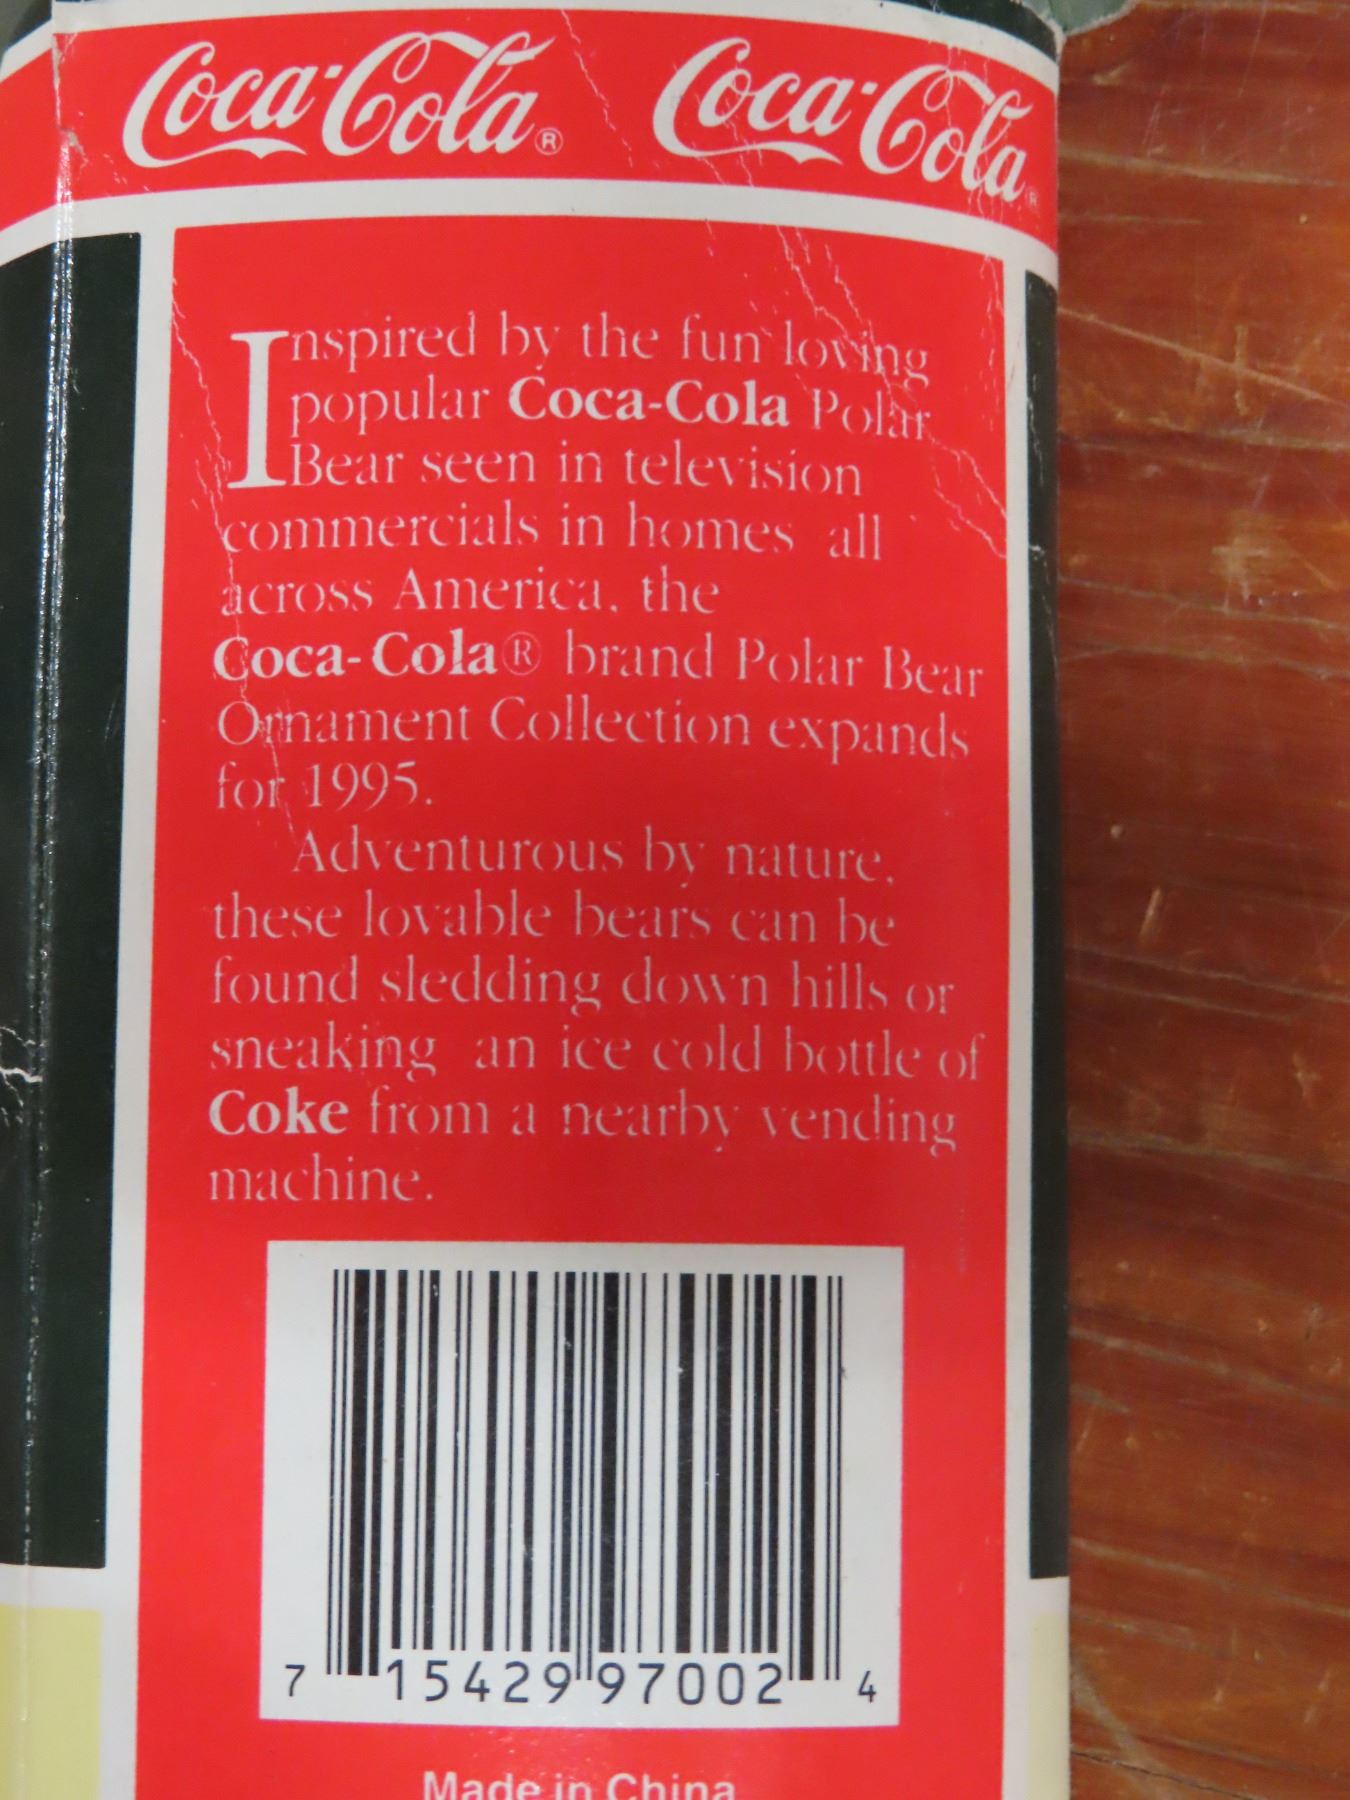 Coca-Cola® Coca-Cola®
Inspired by the fun loving
popular Coca-Cola Polar
Bear seen in television
commercials in homes all
across America, the
Coca-Cola® brand Polar Bear
Ornament Collection expands
for 1995.
Adventurous by nature,
these lovable bears can be
found sledding down hills or
sneaking an ice cold bottle of
Coke from a nearby vending
machine.
7 15429 97002 4
Made in China